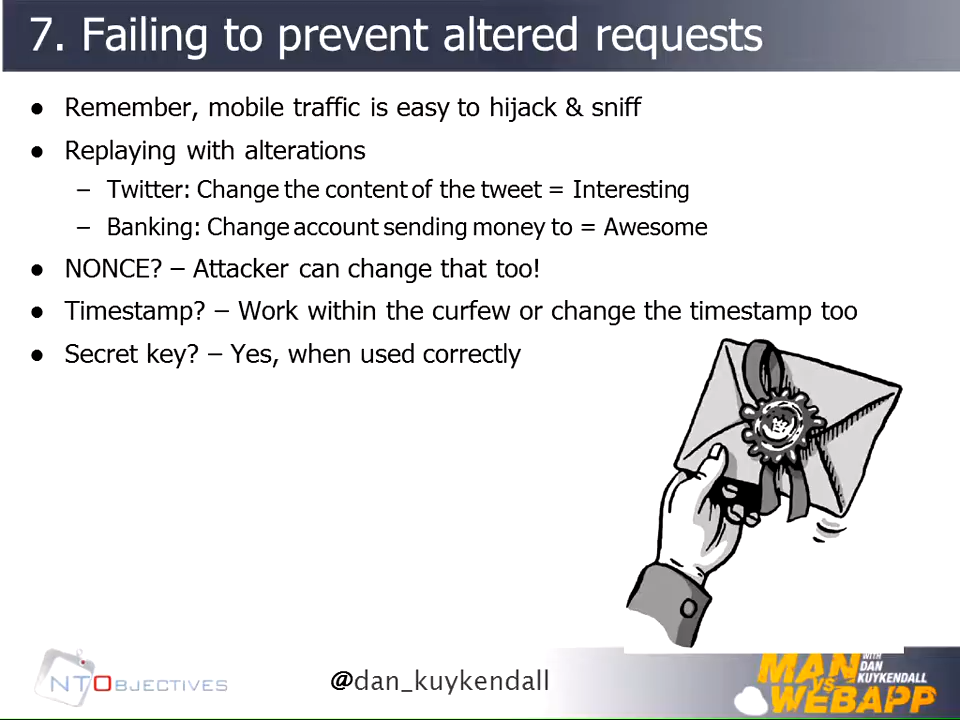 7. Failing to prevent altered requests
● Remember, mobile traffic is easy to hijack & sniff
● Replaying with alterations
– Twitter: Change the content of the tweet = Interesting
– Banking: Change account sending money to = Awesome
● NONCE? – Attacker can change that too!
● Timestamp? – Work within the curfew or change the timestamp too
● Secret key? – Yes, when used correctly
NTOBJECTIVES
@dan_kuykendall
MAN VS WEBAPP
WITH DAN KUYKENDALL